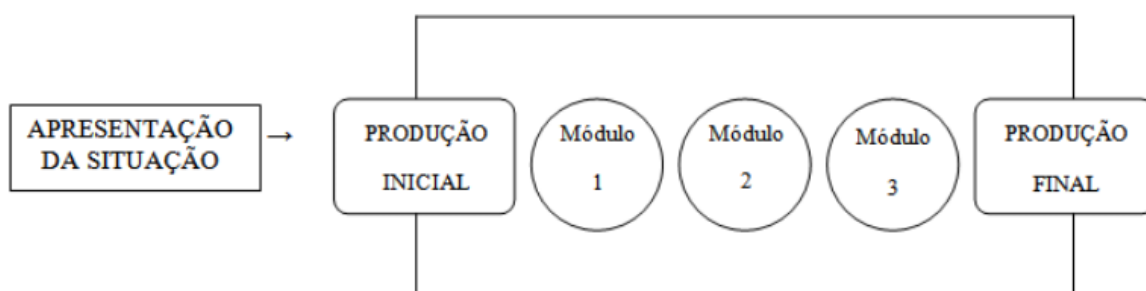 APRESENTAÇÃO
DA SITUAÇÃO
→
PRODUÇÃO
INICIAL
Módulo
1
Módulo
2
Módulo
3
PRODUÇÃO
FINAL